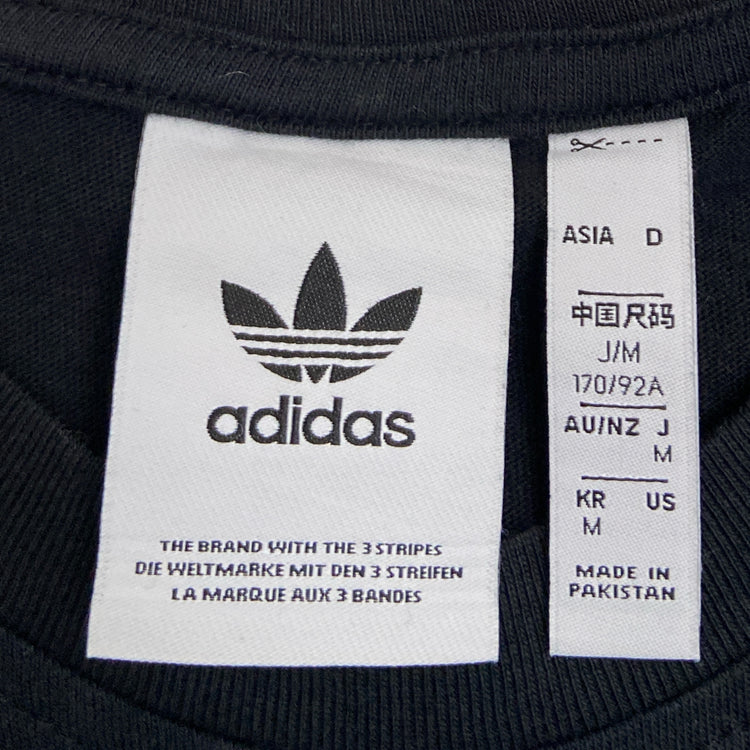 adidas
THE BRAND WITH THE 3 STRIPES
DIE WELTMARKE MIT DEN 3 STREIFEN
LA MARQUE AUX 3 BANDES
ASIA D
中国尺码
J/M
170/92A
AU/NZ J
M
KR US
M
MADE IN
PAKISTAN